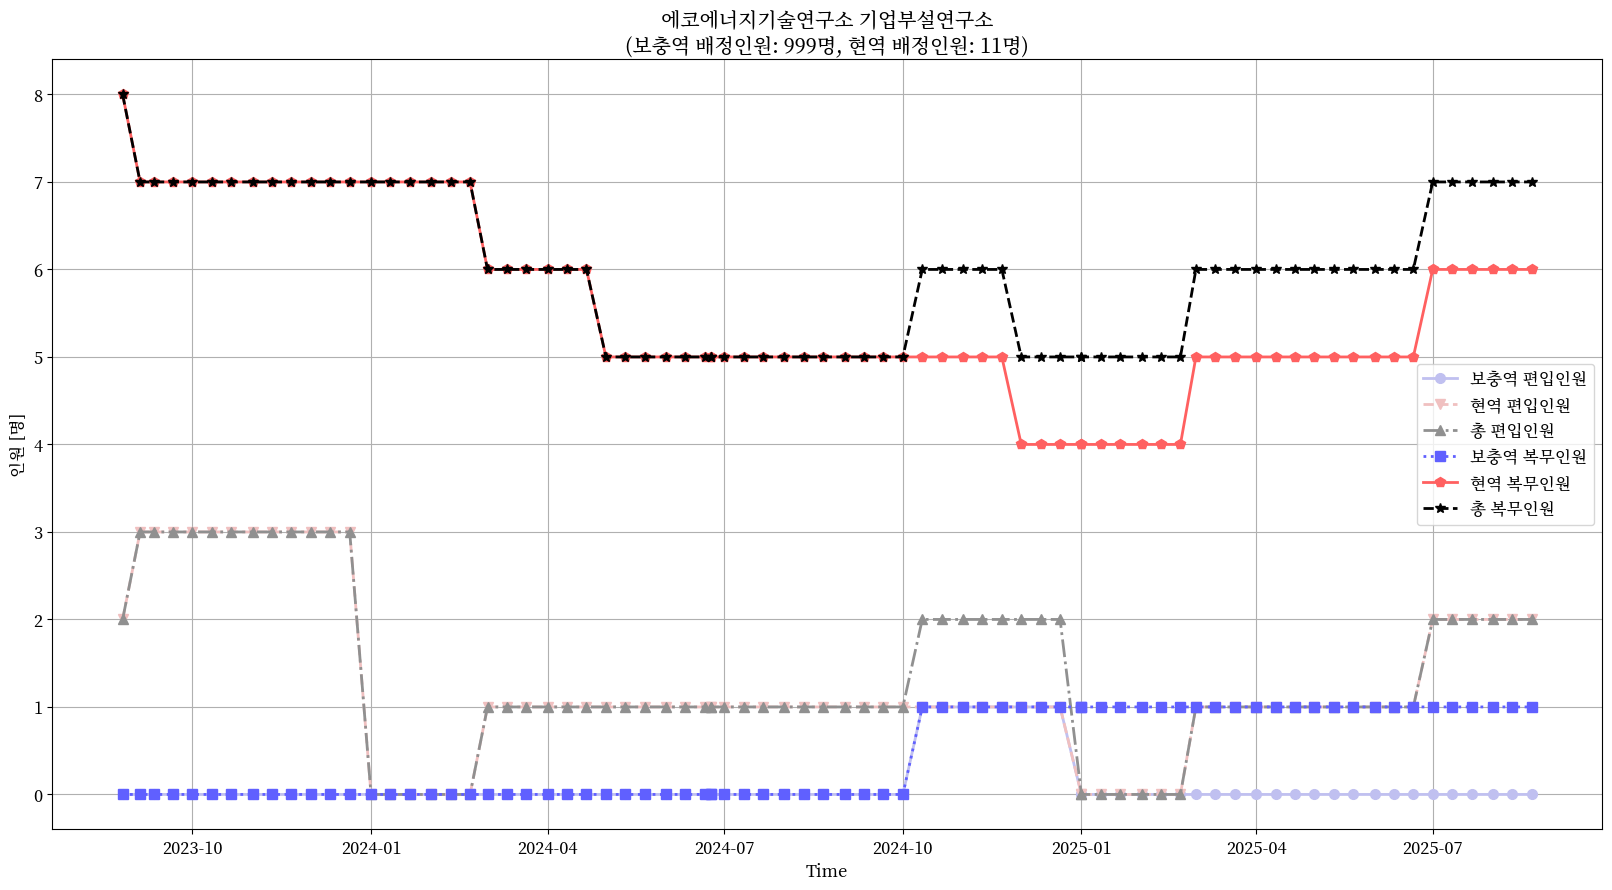 에코에너지기술연구소 기업부설연구소
(보충역 배정인원: 999명, 현역 배정인원: 11명)
인원 [명]
8
7
6
5
4
3
2
1
0
보충역 편입인원
현역 편입인원
총 편입인원
보충역 복무인원
현역 복무인원
총 복무인원
2023-10 2024-01 2024-04 2024-07 2024-10 2025-01 2025-04 2025-07
Time